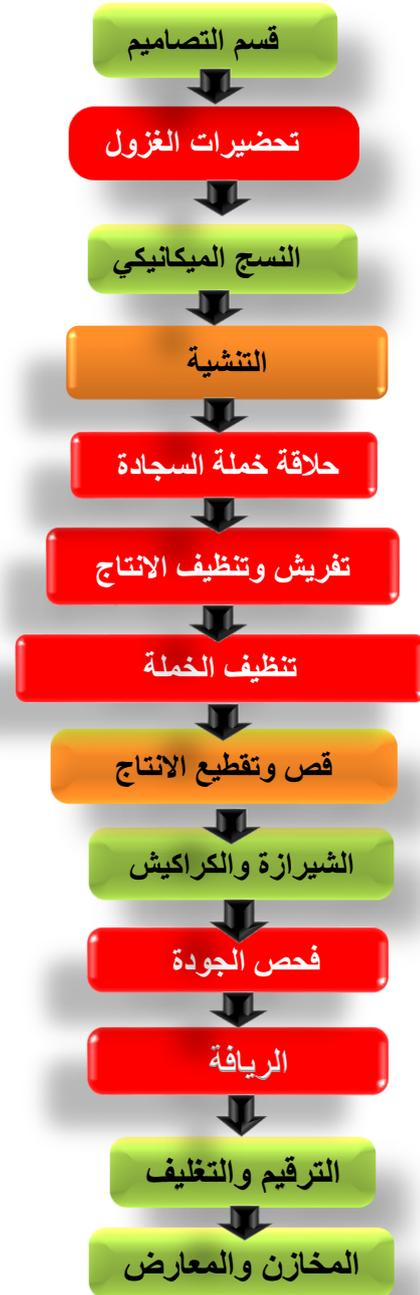 قسم التصاميم
تحضيرات الغزول
النسج الميكانيكي
التنشية
حلاقة خملة السجادة
تفريش وتنظيف الانتاج
تنظيف الخملة
قص وتقطيع الانتاج
الشيرازة والكراكيش
فحص الجودة
الريافة
الترقيم والتغليف
المخازن والمعارض